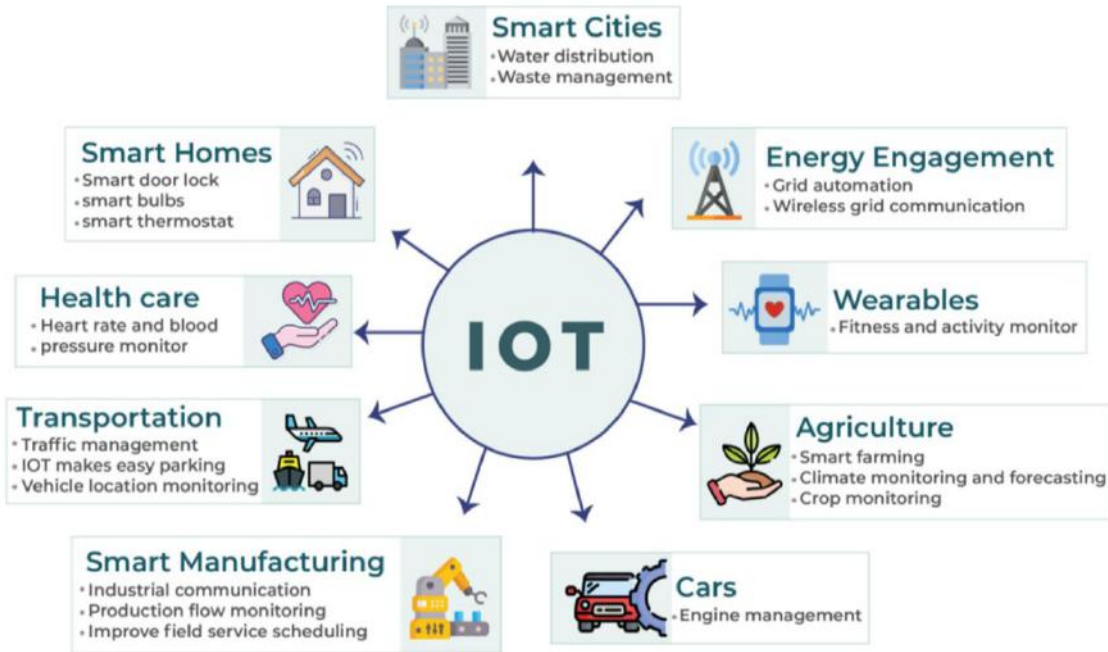 Smart Cities
• Water distribution
• Waste management
Smart Homes
• Smart door lock
• smart bulbs
• smart thermostat
Energy Engagement
• Grid automation
• Wireless grid communication
Health care
• Heart rate and blood
• pressure monitor
IOT
Wearables
• Fitness and activity monitor
Transportation
• Traffic management
• IOT makes easy parking
• Vehicle location monitoring
Agriculture
• Smart farming
• Climate monitoring and forecasting
• Crop monitoring
Smart Manufacturing
• Industrial communication
• Production flow monitoring
• Improve field service scheduling
Cars
• Engine management